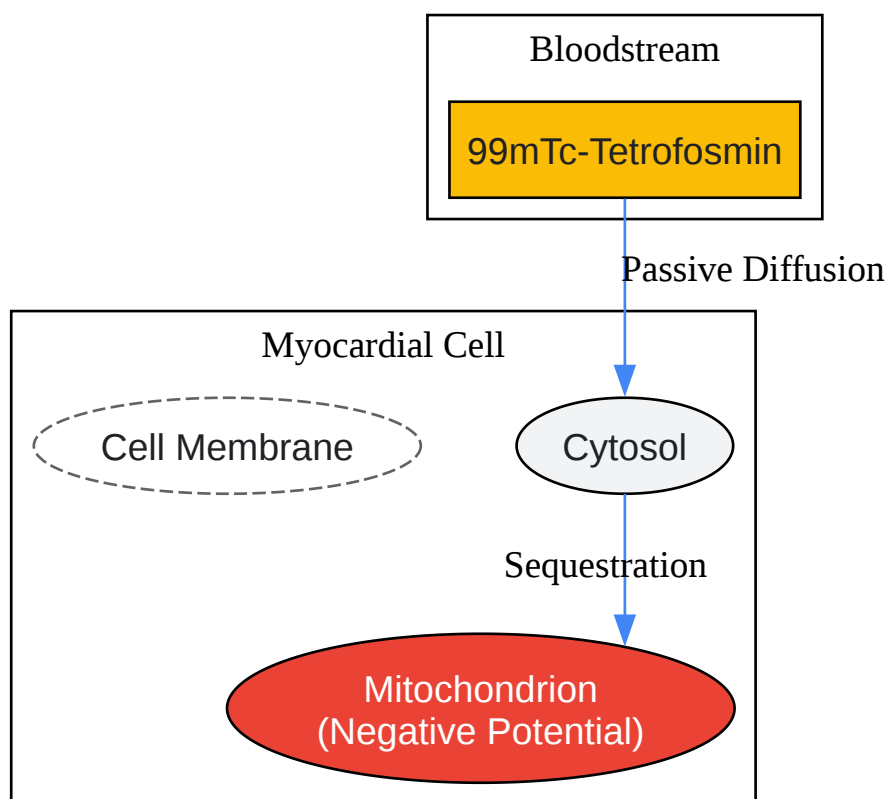 Bloodstream
99mTc-Tetrofosmin
Passive Diffusion
Myocardial Cell
Cell Membrane
Cytosol
Sequestration
Mitochondrion
(Negative Potential)